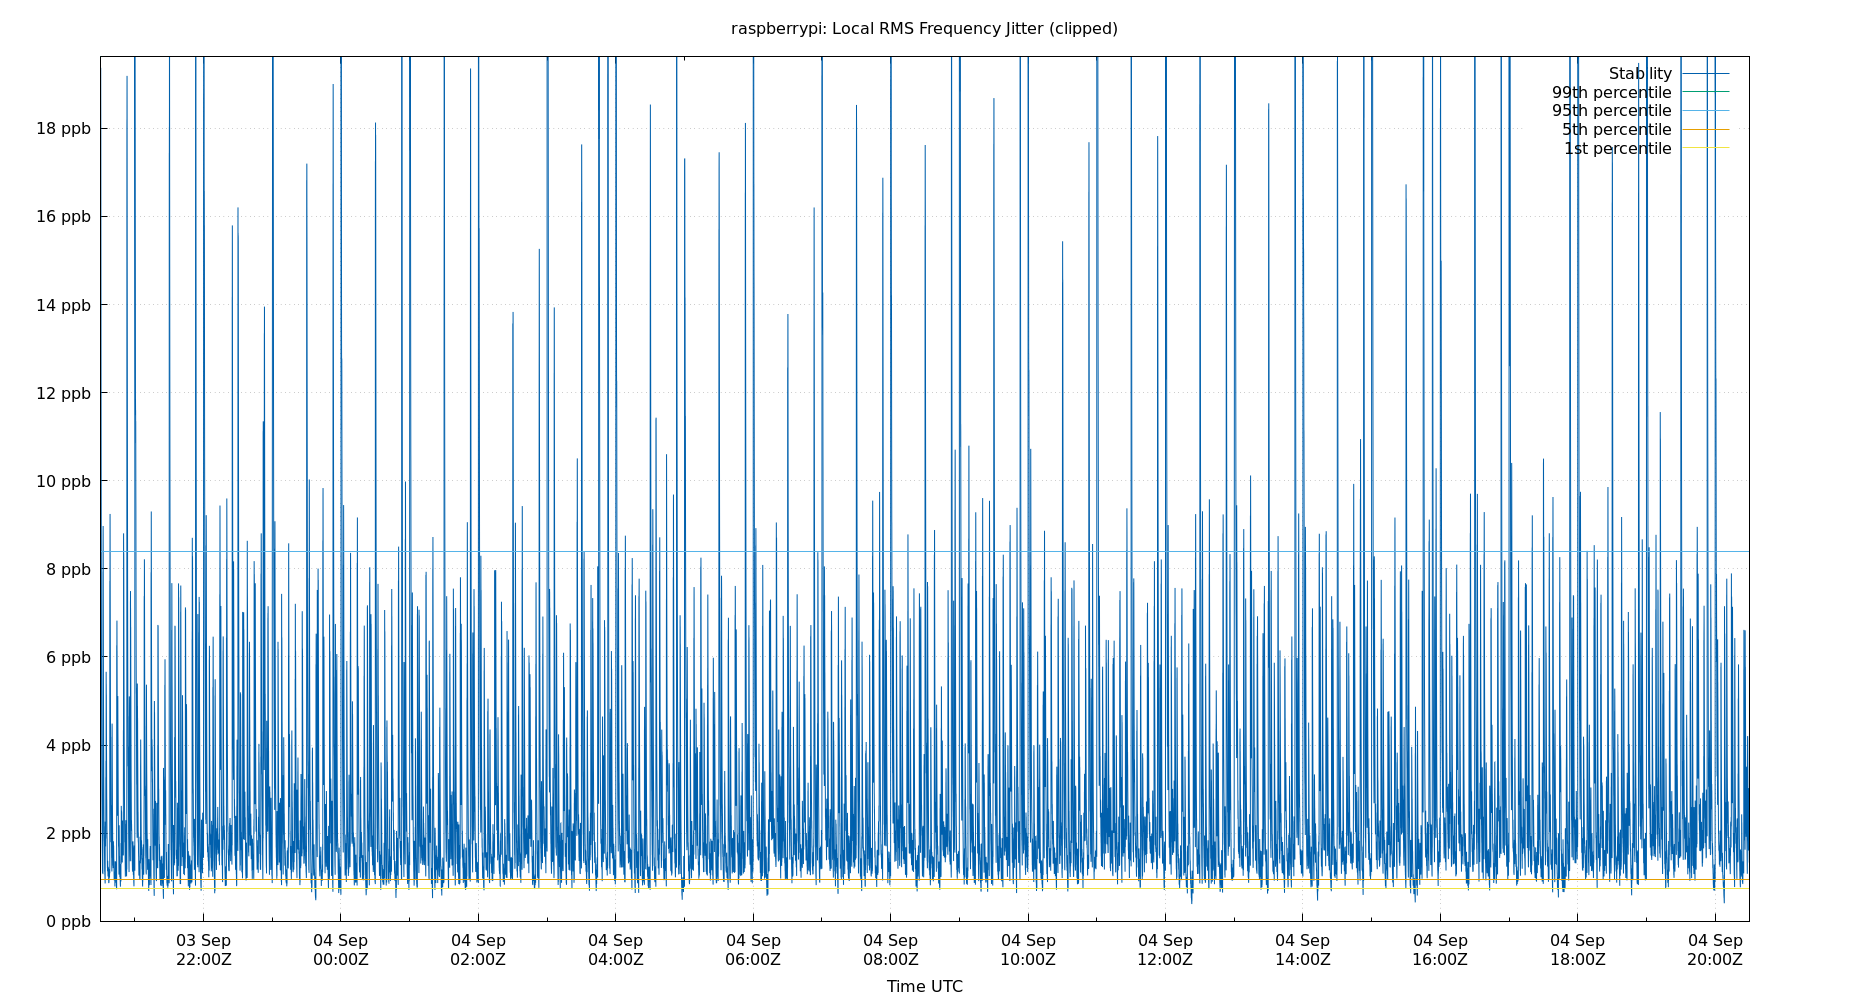 raspberrypi: Local RMS Frequency Jitter (clipped)
Stability
99th percentile
95th percentile
5th percentile
1st percentile
18 ppb
16 ppb
14 ppb
12 ppb
10 ppb
8 ppb
6 ppb
4 ppb
2 ppb
0 ppb
03 Sep 04 Sep 04 Sep 04 Sep 04 Sep 04 Sep 04 Sep 04 Sep 04 Sep 04 Sep 04 Sep 04 Sep
22:00Z 00:00Z 02:00Z 04:00Z 06:00Z 08:00Z 10:00Z 12:00Z 14:00Z 16:00Z 18:00Z 20:00Z
Time UTC